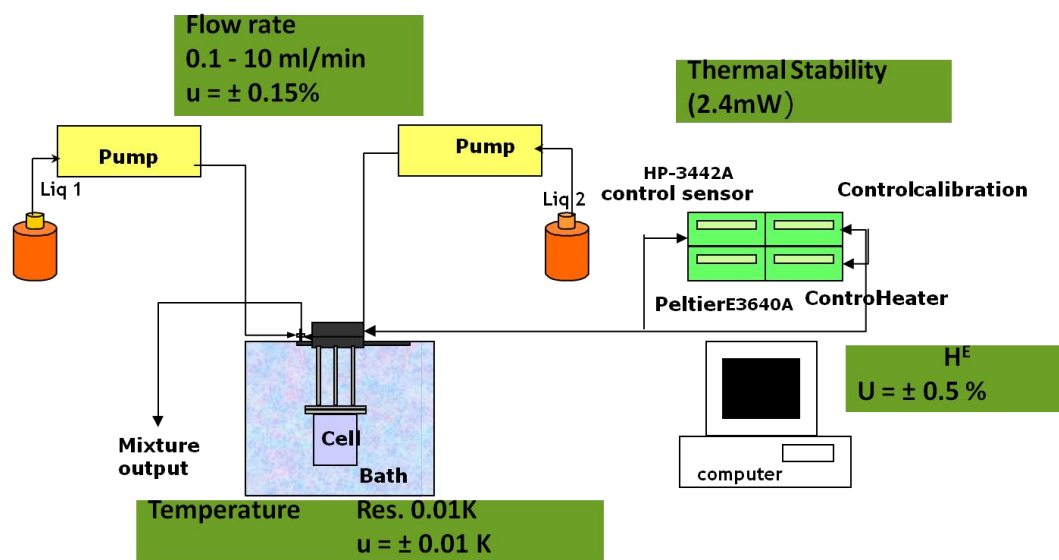 Flow rate
0.1 - 10 ml/min
u = ± 0.15%
Thermal Stability
(2.4mW)
Pump
Pump
Liq 1
Liq 2
HP-3442A
control sensor
Controlcalibration
PeltierE3640A
ControHeater
H^E
U = ± 0.5 %
Cell
Bath
Mixture
output
computer
Temperature Res. 0.01K
u = ± 0.01 K